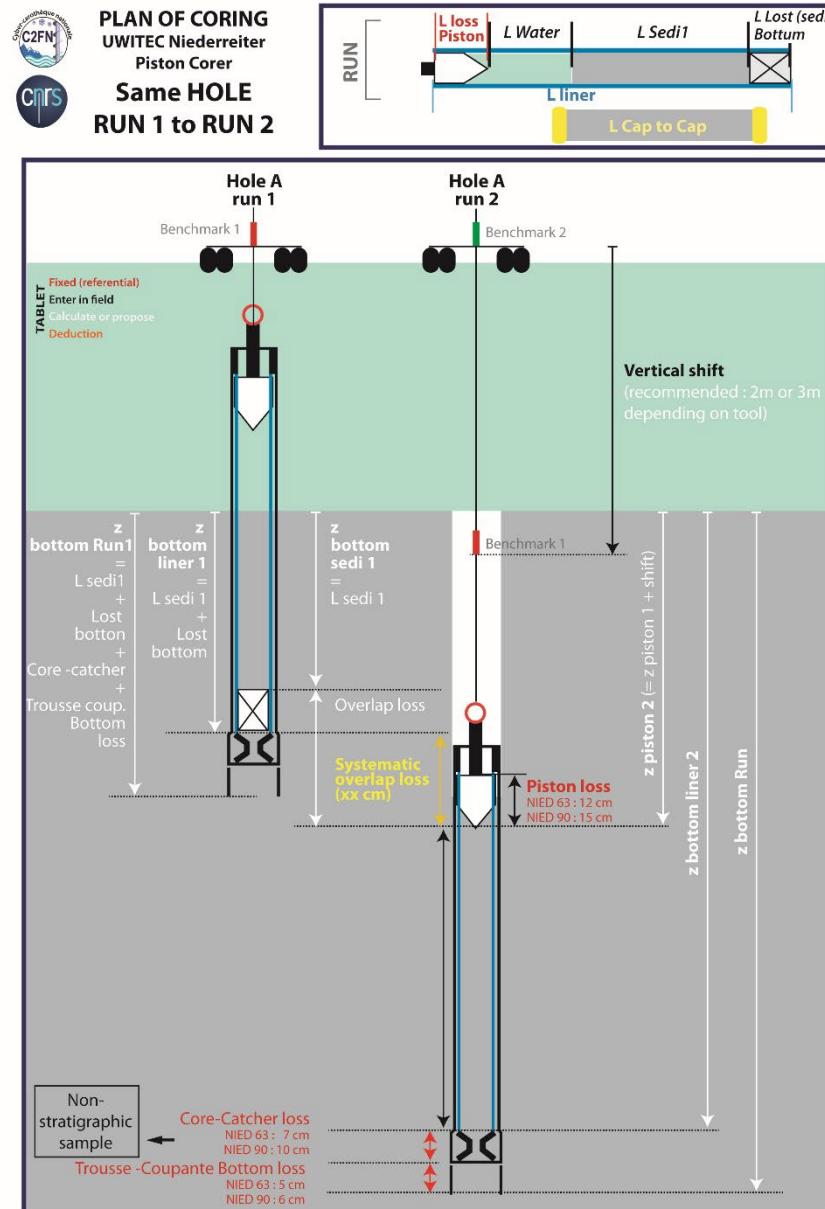 Cyber-carothèque nationale
C2FN
cnrs
PLAN OF CORING
UWITEC Niederreiter
Piston Corer
Same HOLE
RUN 1 to RUN 2
RUN
L loss
Piston
L Water
L Sedi1
L Lost (sedi
Bottum
L liner
L Cap to Cap
Hole A
run 1
Hole A
run 2
Benchmark 1
Benchmark 2
TABLET
Fixed (referential)
Enter in field
Calculate or propose
Deduction
Vertical shift
(recommended : 2m or 3m
depending on tool)
z
bottom Run1
=
L sedi1
+
Lost
botton
+
Core -catcher
+
Trousse coup.
Bottom
loss
z
bottom
liner 1
=
L sedi 1
+
Lost
bottom
z
bottom
sedi 1
=
L sedi 1
Benchmark 1
Overlap loss
Systematic
overlap loss
(xx cm)
Piston loss
NIED 63 : 12 cm
NIED 90 : 15 cm
z piston 2 (= z piston 1 + shift)
z bottom liner 2
z bottom Run
Non-
stratigraphic
sample
Core-Catcher loss
NIED 63 : 7 cm
NIED 90 : 10 cm
Trousse -Coupante Bottom loss
NIED 63 : 5 cm
NIED 90 : 6 cm